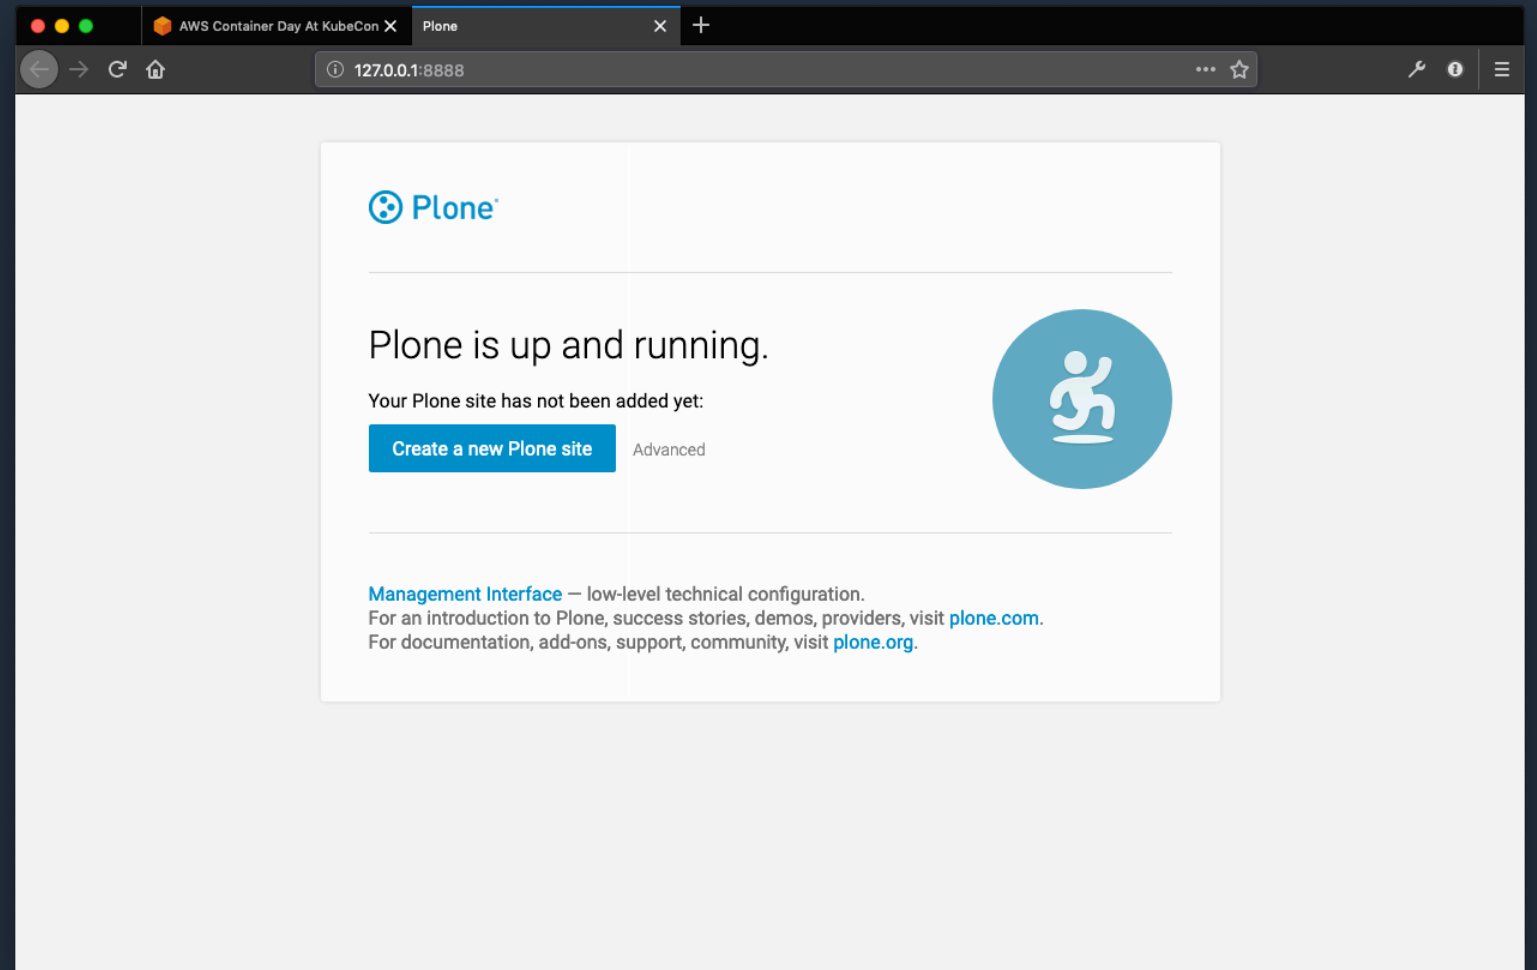 AWS Container Day At KubeCon
Plone
127.0.0.1:8888
Plone
Plone is up and running.
Your Plone site has not been added yet:
Create a new Plone site
Advanced
Management Interface — low-level technical configuration.
For an introduction to Plone, success stories, demos, providers, visit plone.com.
For documentation, add-ons, support, community, visit plone.org.